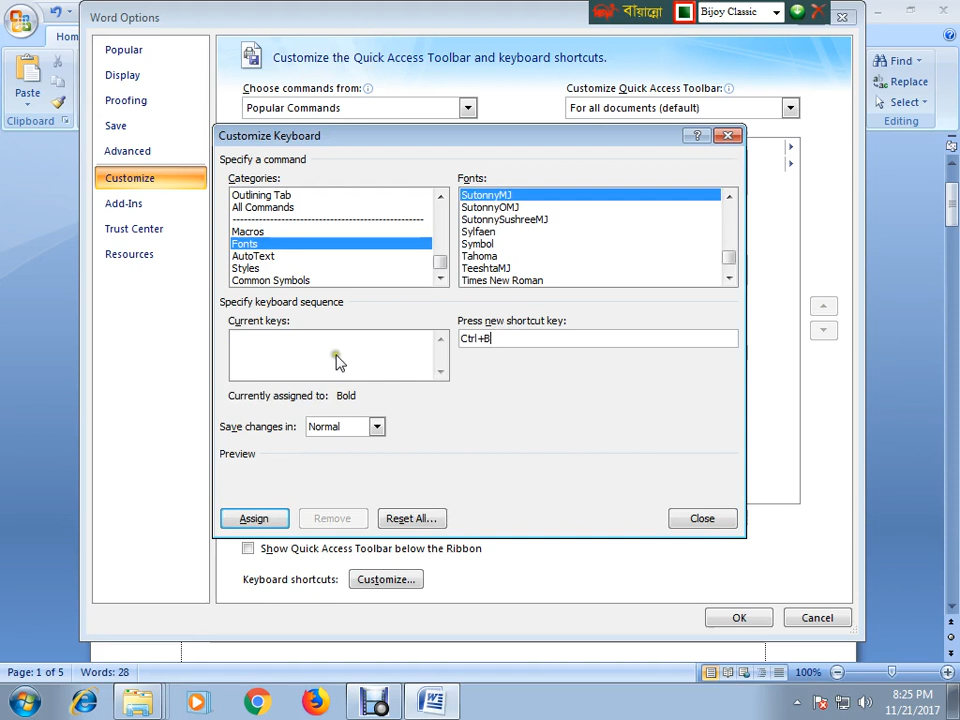 Word Options
বাঁয়ান্নো
Bijoy Classic
Hom
Paste
Clipboard
Find
Replace
Select
Editing
Popular
Display
Proofing
Save
Advanced
Customize
Add-Ins
Trust Center
Resources
Customize the Quick Access Toolbar and keyboard shortcuts.
Choose commands from:
Popular Commands
Customize Quick Access Toolbar:
For all documents (default)
Customize Keyboard
Specify a command
Categories:
Outlining Tab
All Commands
Macros
Fonts
AutoText
Styles
Common Symbols
Fonts:
SutonnyMJ
SutonnyOMJ
SutonnySushreeMJ
Sylfaen
Symbol
Tahoma
TeeshtaMJ
Times New Roman
Specify keyboard sequence
Current keys:
Press new shortcut key:
Ctrl+B
Currently assigned to: Bold
Save changes in: Normal
Preview
Assign
Remove
Reset All...
Close
Show Quick Access Toolbar below the Ribbon
Keyboard shortcuts: Customize...
OK
Cancel
Page: 1 of 5
Words: 28
100%
8:25 PM
11/21/2017